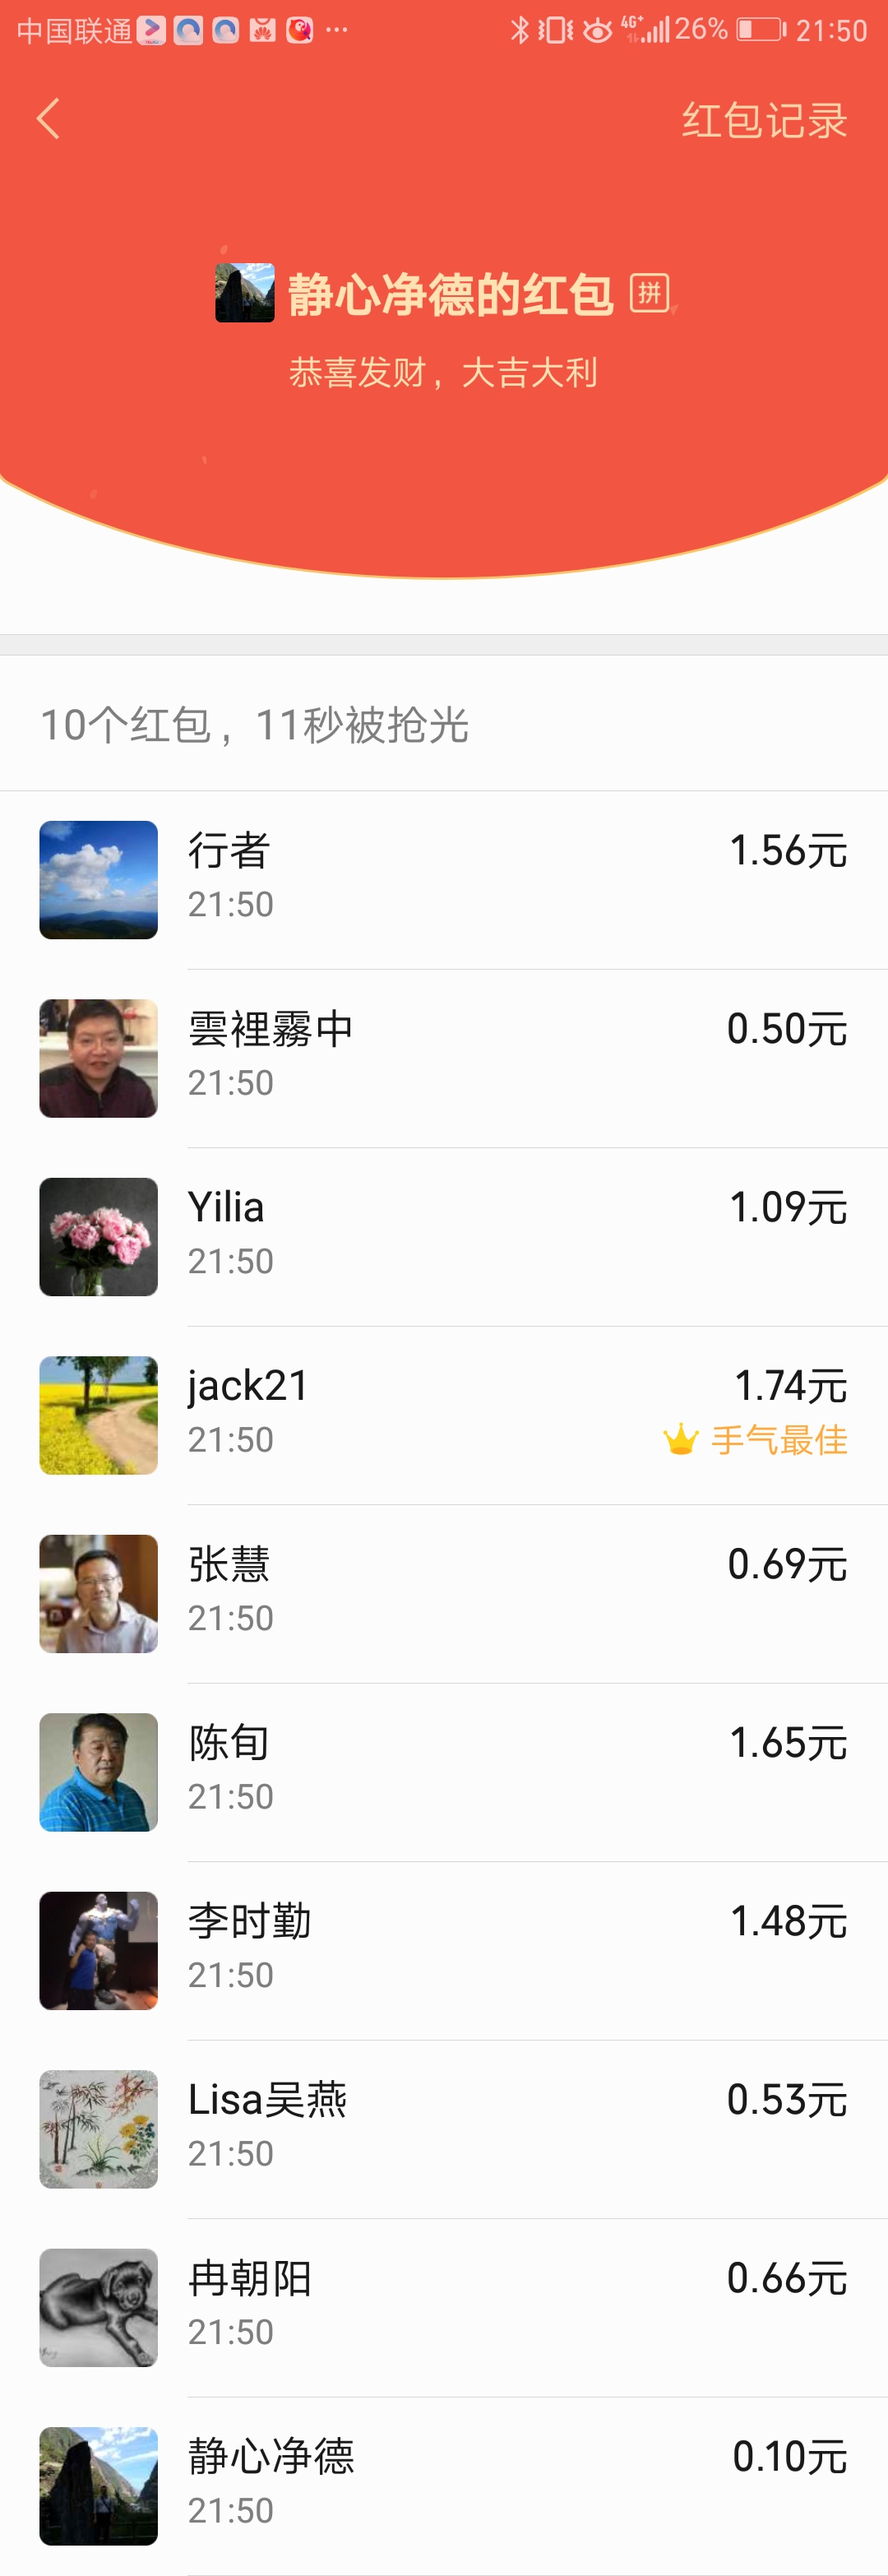 中国联通 ... 4G+ 26% 21:50
红包记录
静心净德的红包 拼
恭喜发财，大吉大利
10个红包，11秒被抢光
行者 1.56元
21:50
雲裡霧中 0.50元
21:50
Yilia 1.09元
21:50
jack21 1.74元
21:50 手气最佳
张慧 0.69元
21:50
陈旬 1.65元
21:50
李时勤 1.48元
21:50
Lisa吴燕 0.53元
21:50
冉朝阳 0.66元
21:50
静心净德 0.10元
21:50